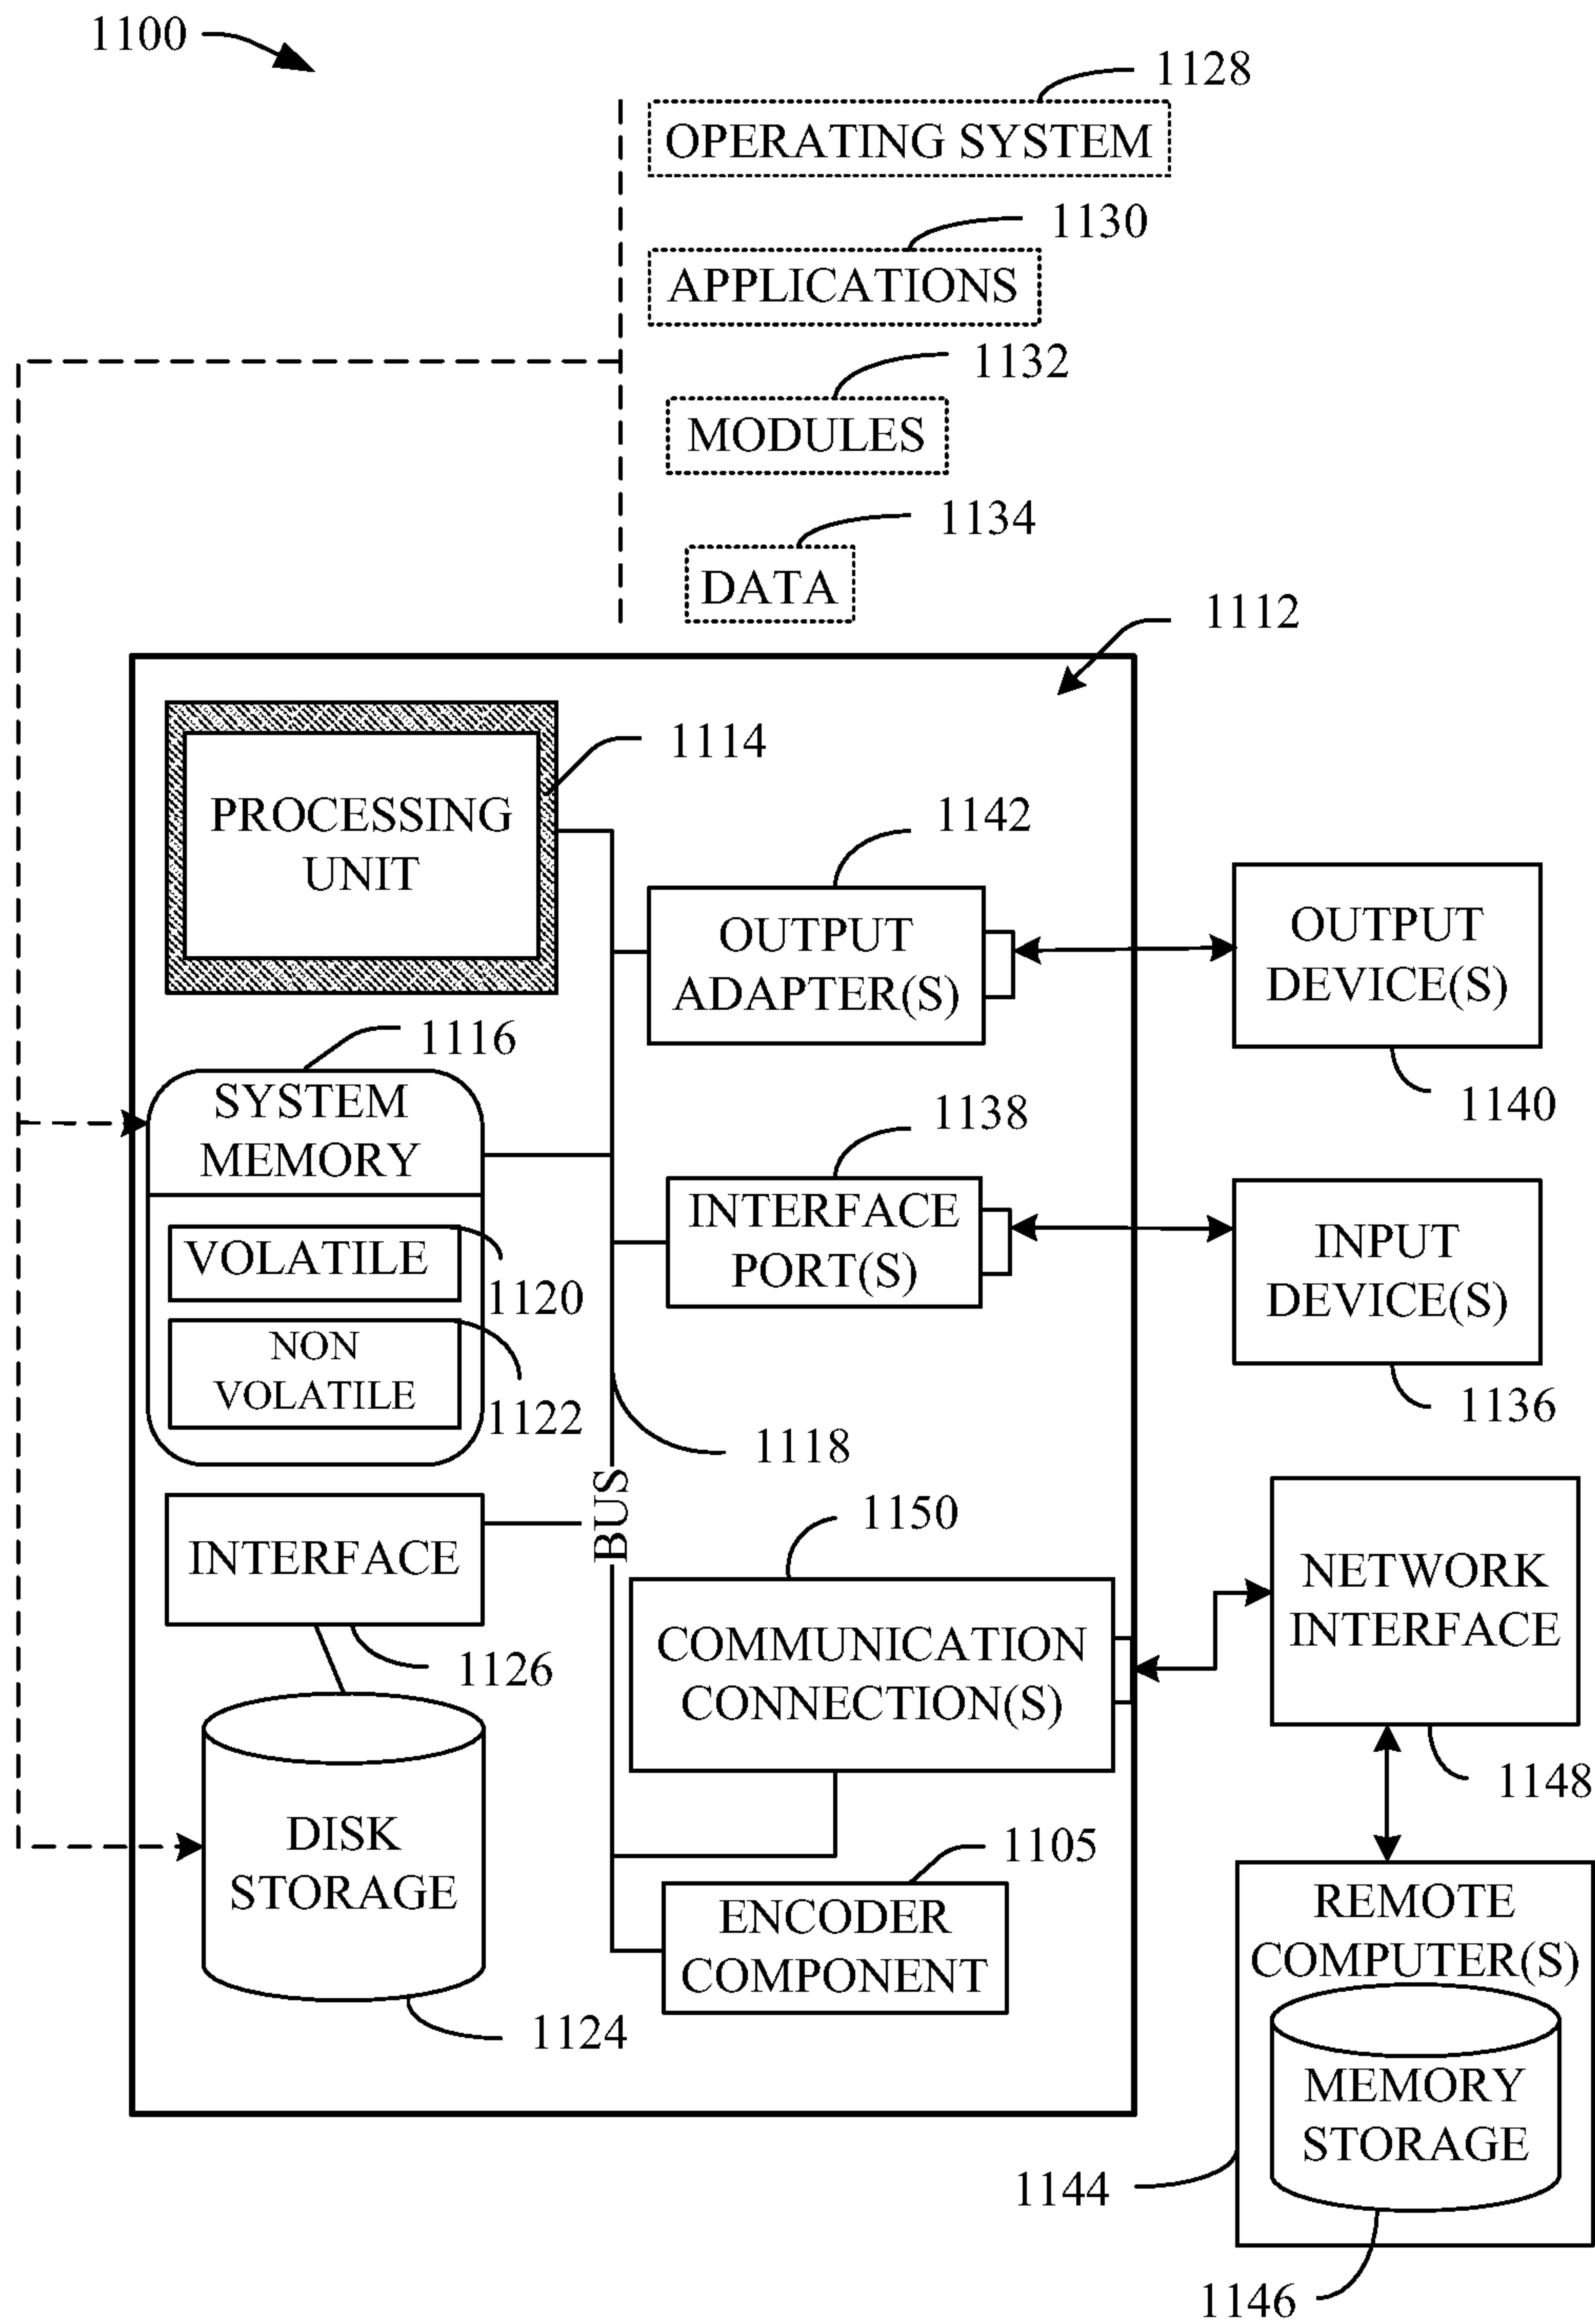 1100
1128
OPERATING SYSTEM
1130
APPLICATIONS
1132
MODULES
1134
DATA
1112
PROCESSING
UNIT
1114
1142
OUTPUT
ADAPTER(S)
OUTPUT
DEVICE(S)
1140
1116
SYSTEM
MEMORY
VOLATILE
1120
NON
VOLATILE
1122
1138
INTERFACE
PORT(S)
INPUT
DEVICE(S)
1136
1118
BUS
INTERFACE
1126
1150
COMMUNICATION
CONNECTION(S)
NETWORK
INTERFACE
1148
DISK
STORAGE
1124
1105
ENCODER
COMPONENT
REMOTE
COMPUTER(S)
MEMORY
STORAGE
1144
1146